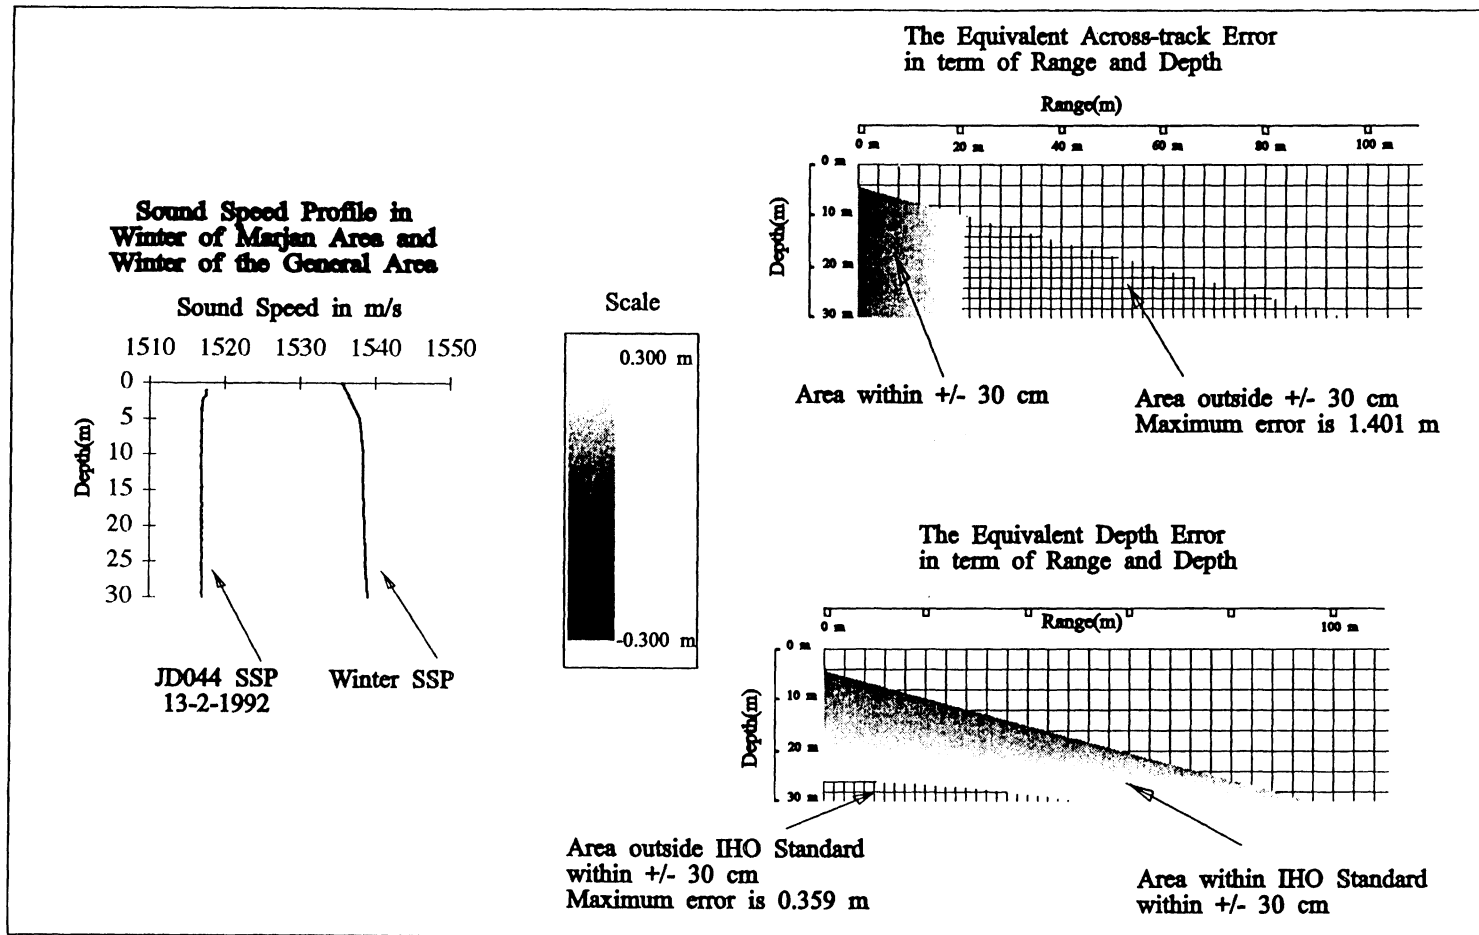 The Equivalent Across-track Error
in term of Range and Depth
Range(m)
0 m 20 m 40 m 60 m 80 m 100 m
0 m
10 m
20 m
30 m
Depth(m)
Area within +/- 30 cm
Area outside +/- 30 cm
Maximum error is 1.401 m
Sound Speed Profile in
Winter of Marjan Area and
Winter of the General Area
Sound Speed in m/s
1510 1520 1530 1540 1550
0
5
10
15
20
25
30
Depth(m)
JD044 SSP
13-2-1992
Winter SSP
Scale
0.300 m
-0.300 m
The Equivalent Depth Error
in term of Range and Depth
0 m Range(m) 100 m
0 m
10 m
20 m
30 m
Depth(m)
Area outside IHO Standard
within +/- 30 cm
Maximum error is 0.359 m
Area within IHO Standard
within +/- 30 cm